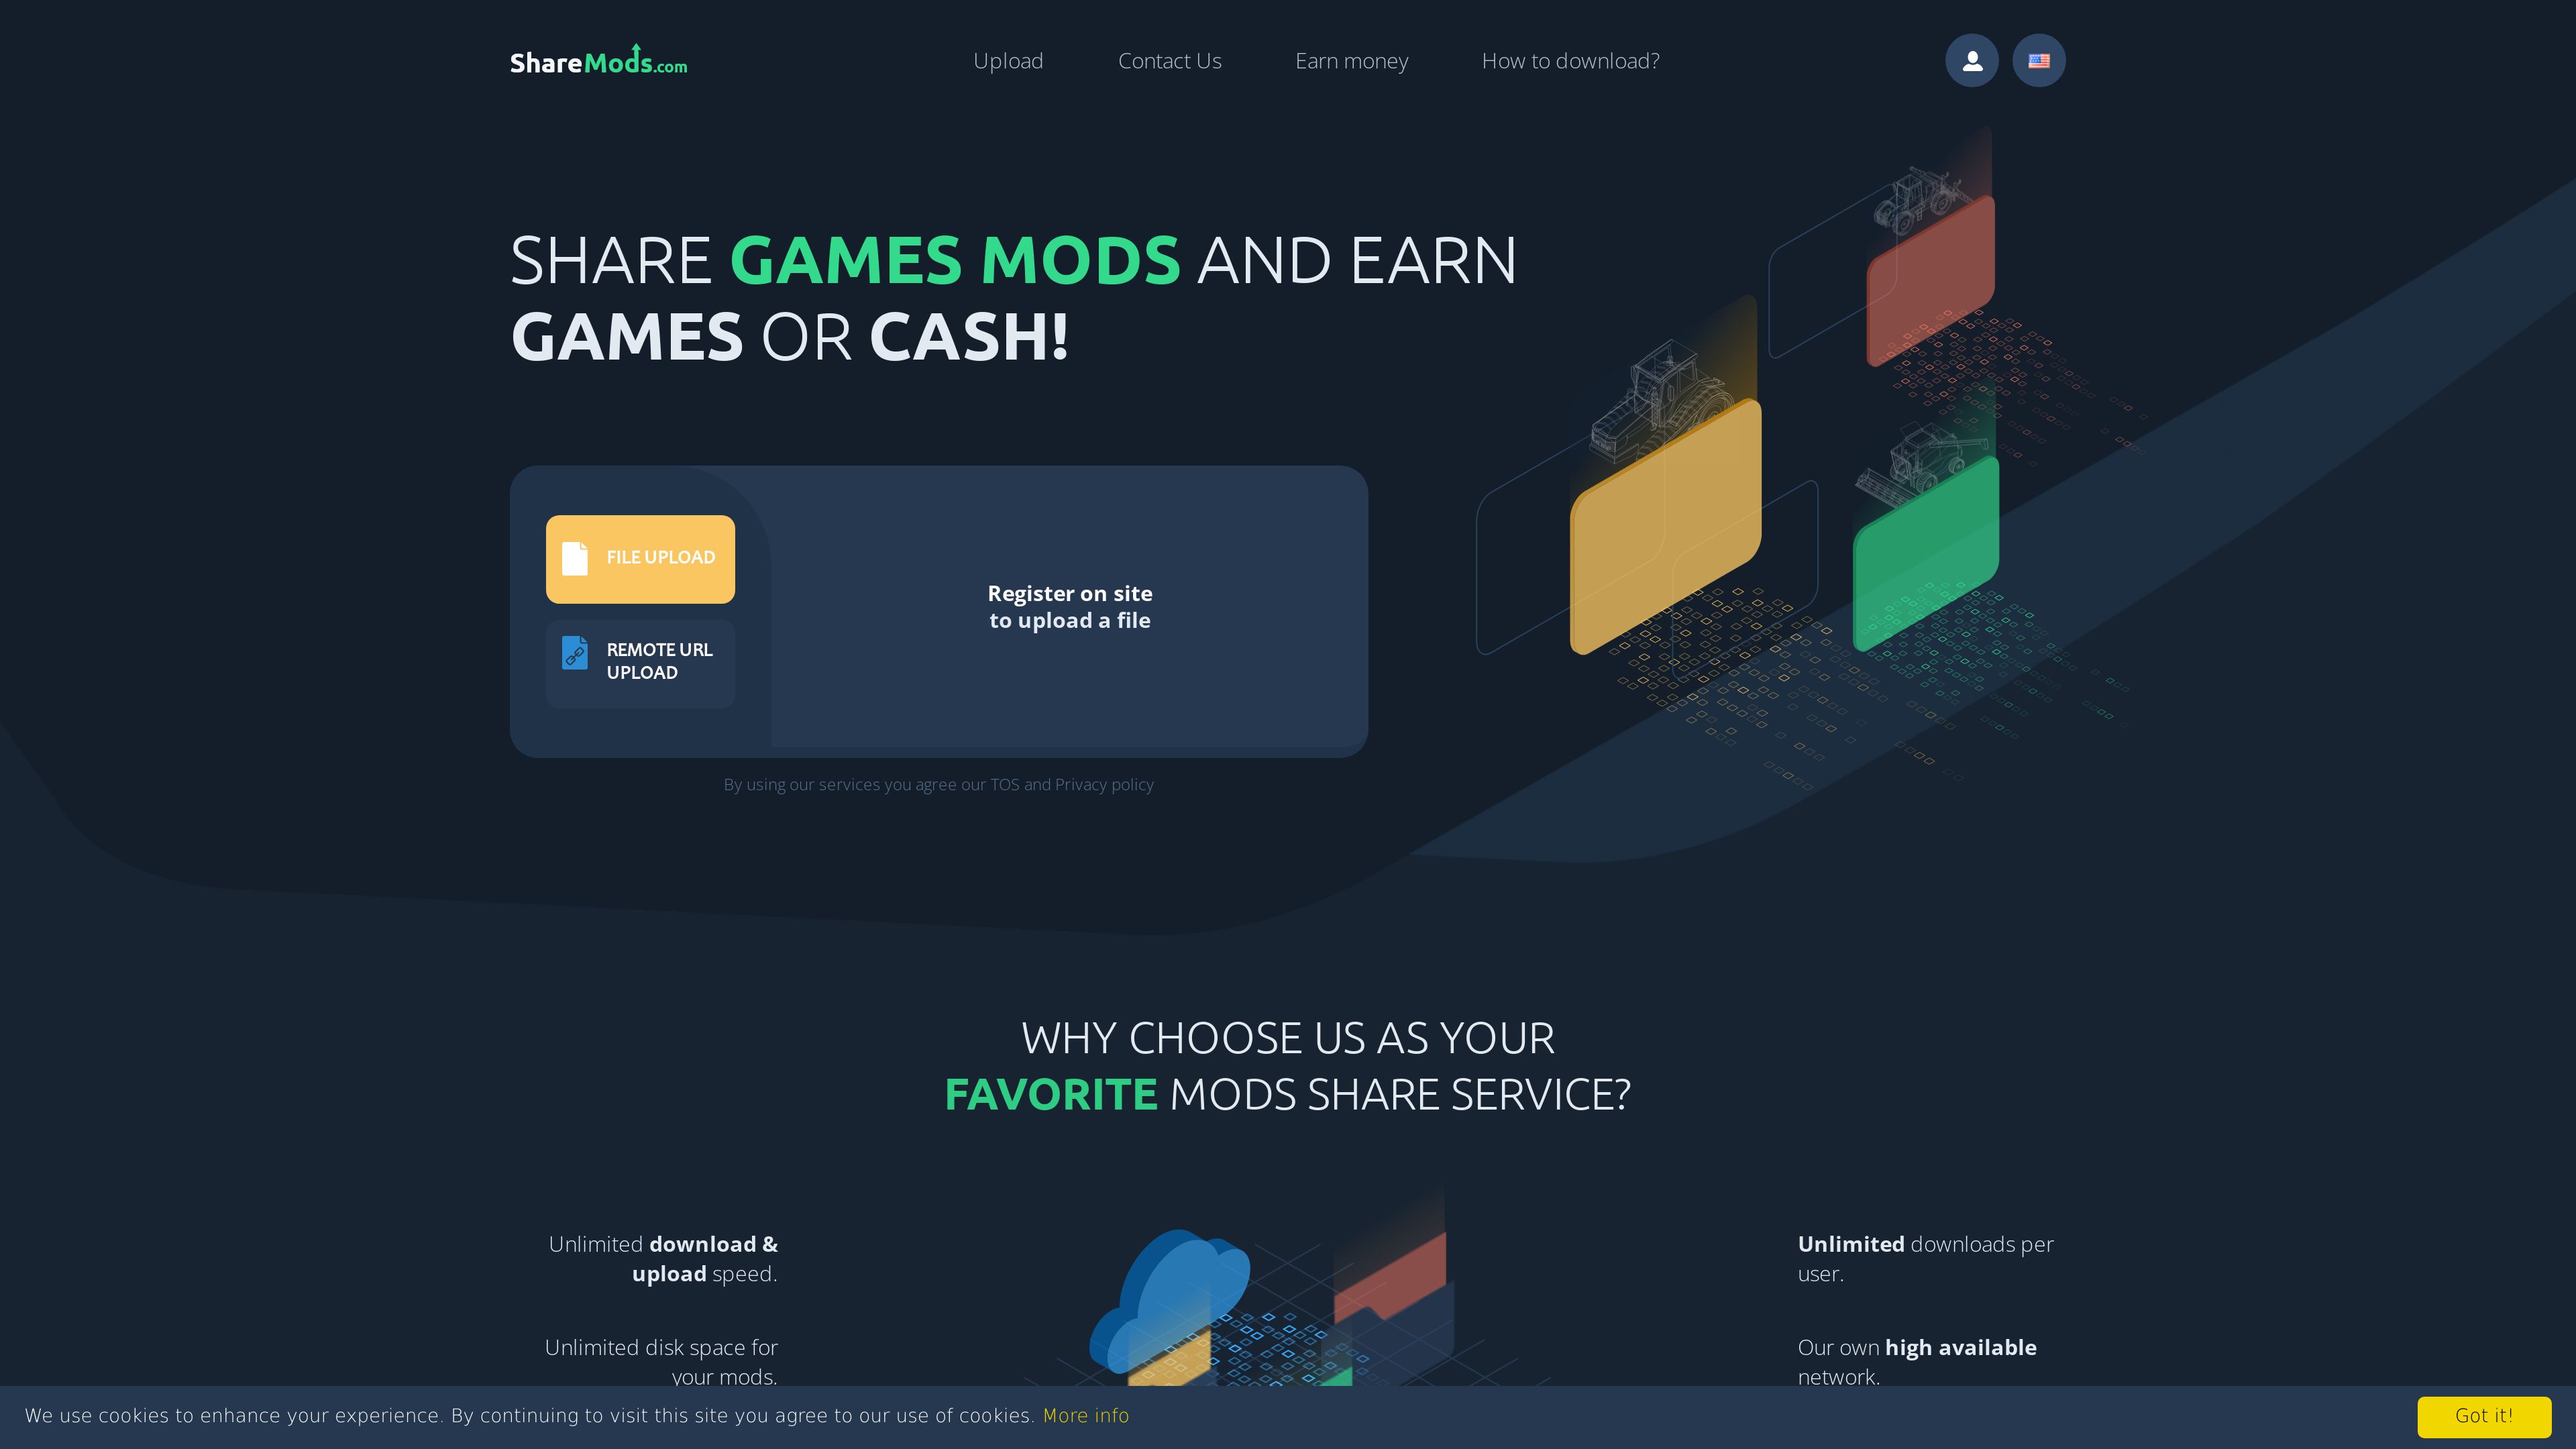 ShareMods.com
Upload
Contact Us
Earn money
How to download?
SHARE GAMES MODS AND EARN
GAMES OR CASH!
FILE UPLOAD
REMOTE URL
UPLOAD
Register on site
to upload a file
By using our services you agree our TOS and Privacy policy
WHY CHOOSE US AS YOUR
FAVORITE MODS SHARE SERVICE?
Unlimited download &
upload speed.
Unlimited disk space for
your mods.
Unlimited downloads per
user.
Our own high available
network.
We use cookies to enhance your experience. By continuing to visit this site you agree to our use of cookies. More info
Got it!